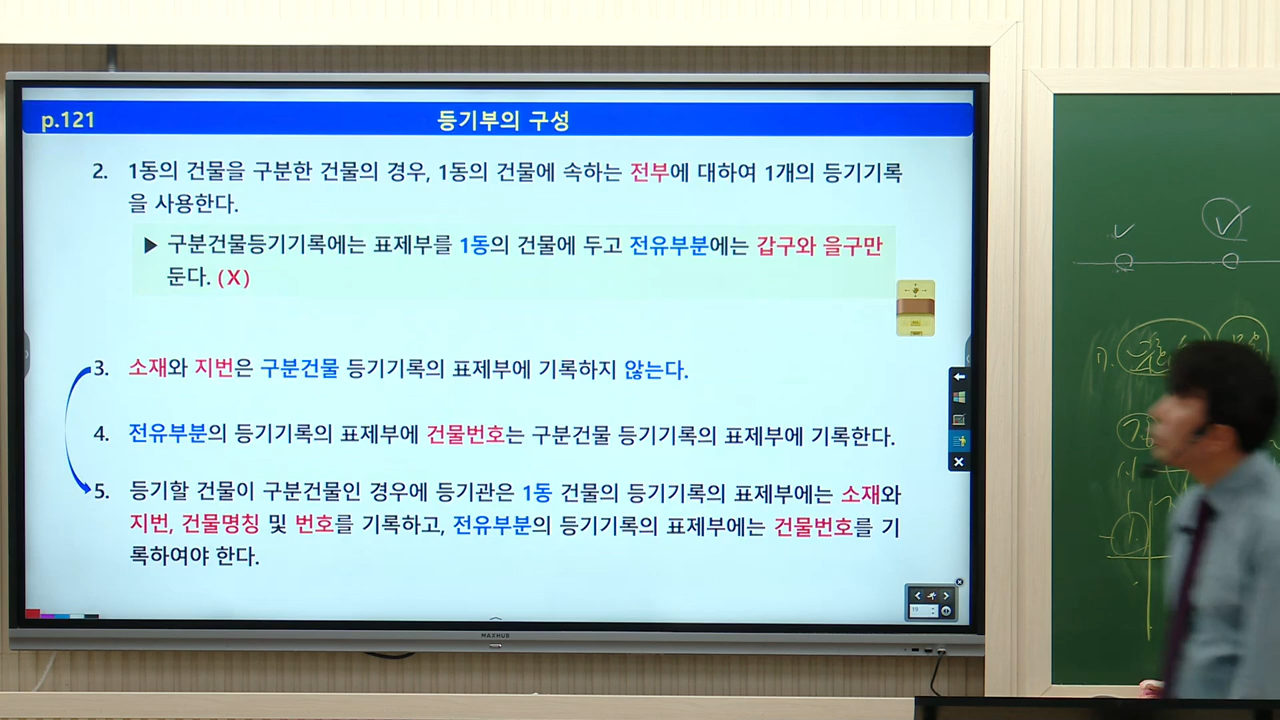 p.121
등기부의 구성
2. 1동의 건물을 구분한 건물의 경우, 1동의 건물에 속하는 전부에 대하여 1개의 등기기록
을 사용한다.
▶ 구분건물등기기록에는 표제부를 1동의 건물에 두고 전유부분에는 갑구와 을구만
둔다. (X)
3. 소재와 지번은 구분건물 등기기록의 표제부에 기록하지 않는다.
4. 전유부분의 등기기록의 표제부에 건물번호는 구분건물 등기기록의 표제부에 기록한다.
5. 등기할 건물이 구분건물인 경우에 등기관은 1동 건물의 등기기록의 표제부에는 소재와
지번, 건물명칭 및 번호를 기록하고, 전유부분의 등기기록의 표제부에는 건물번호를 기
록하여야 한다.
19
MAXHUB